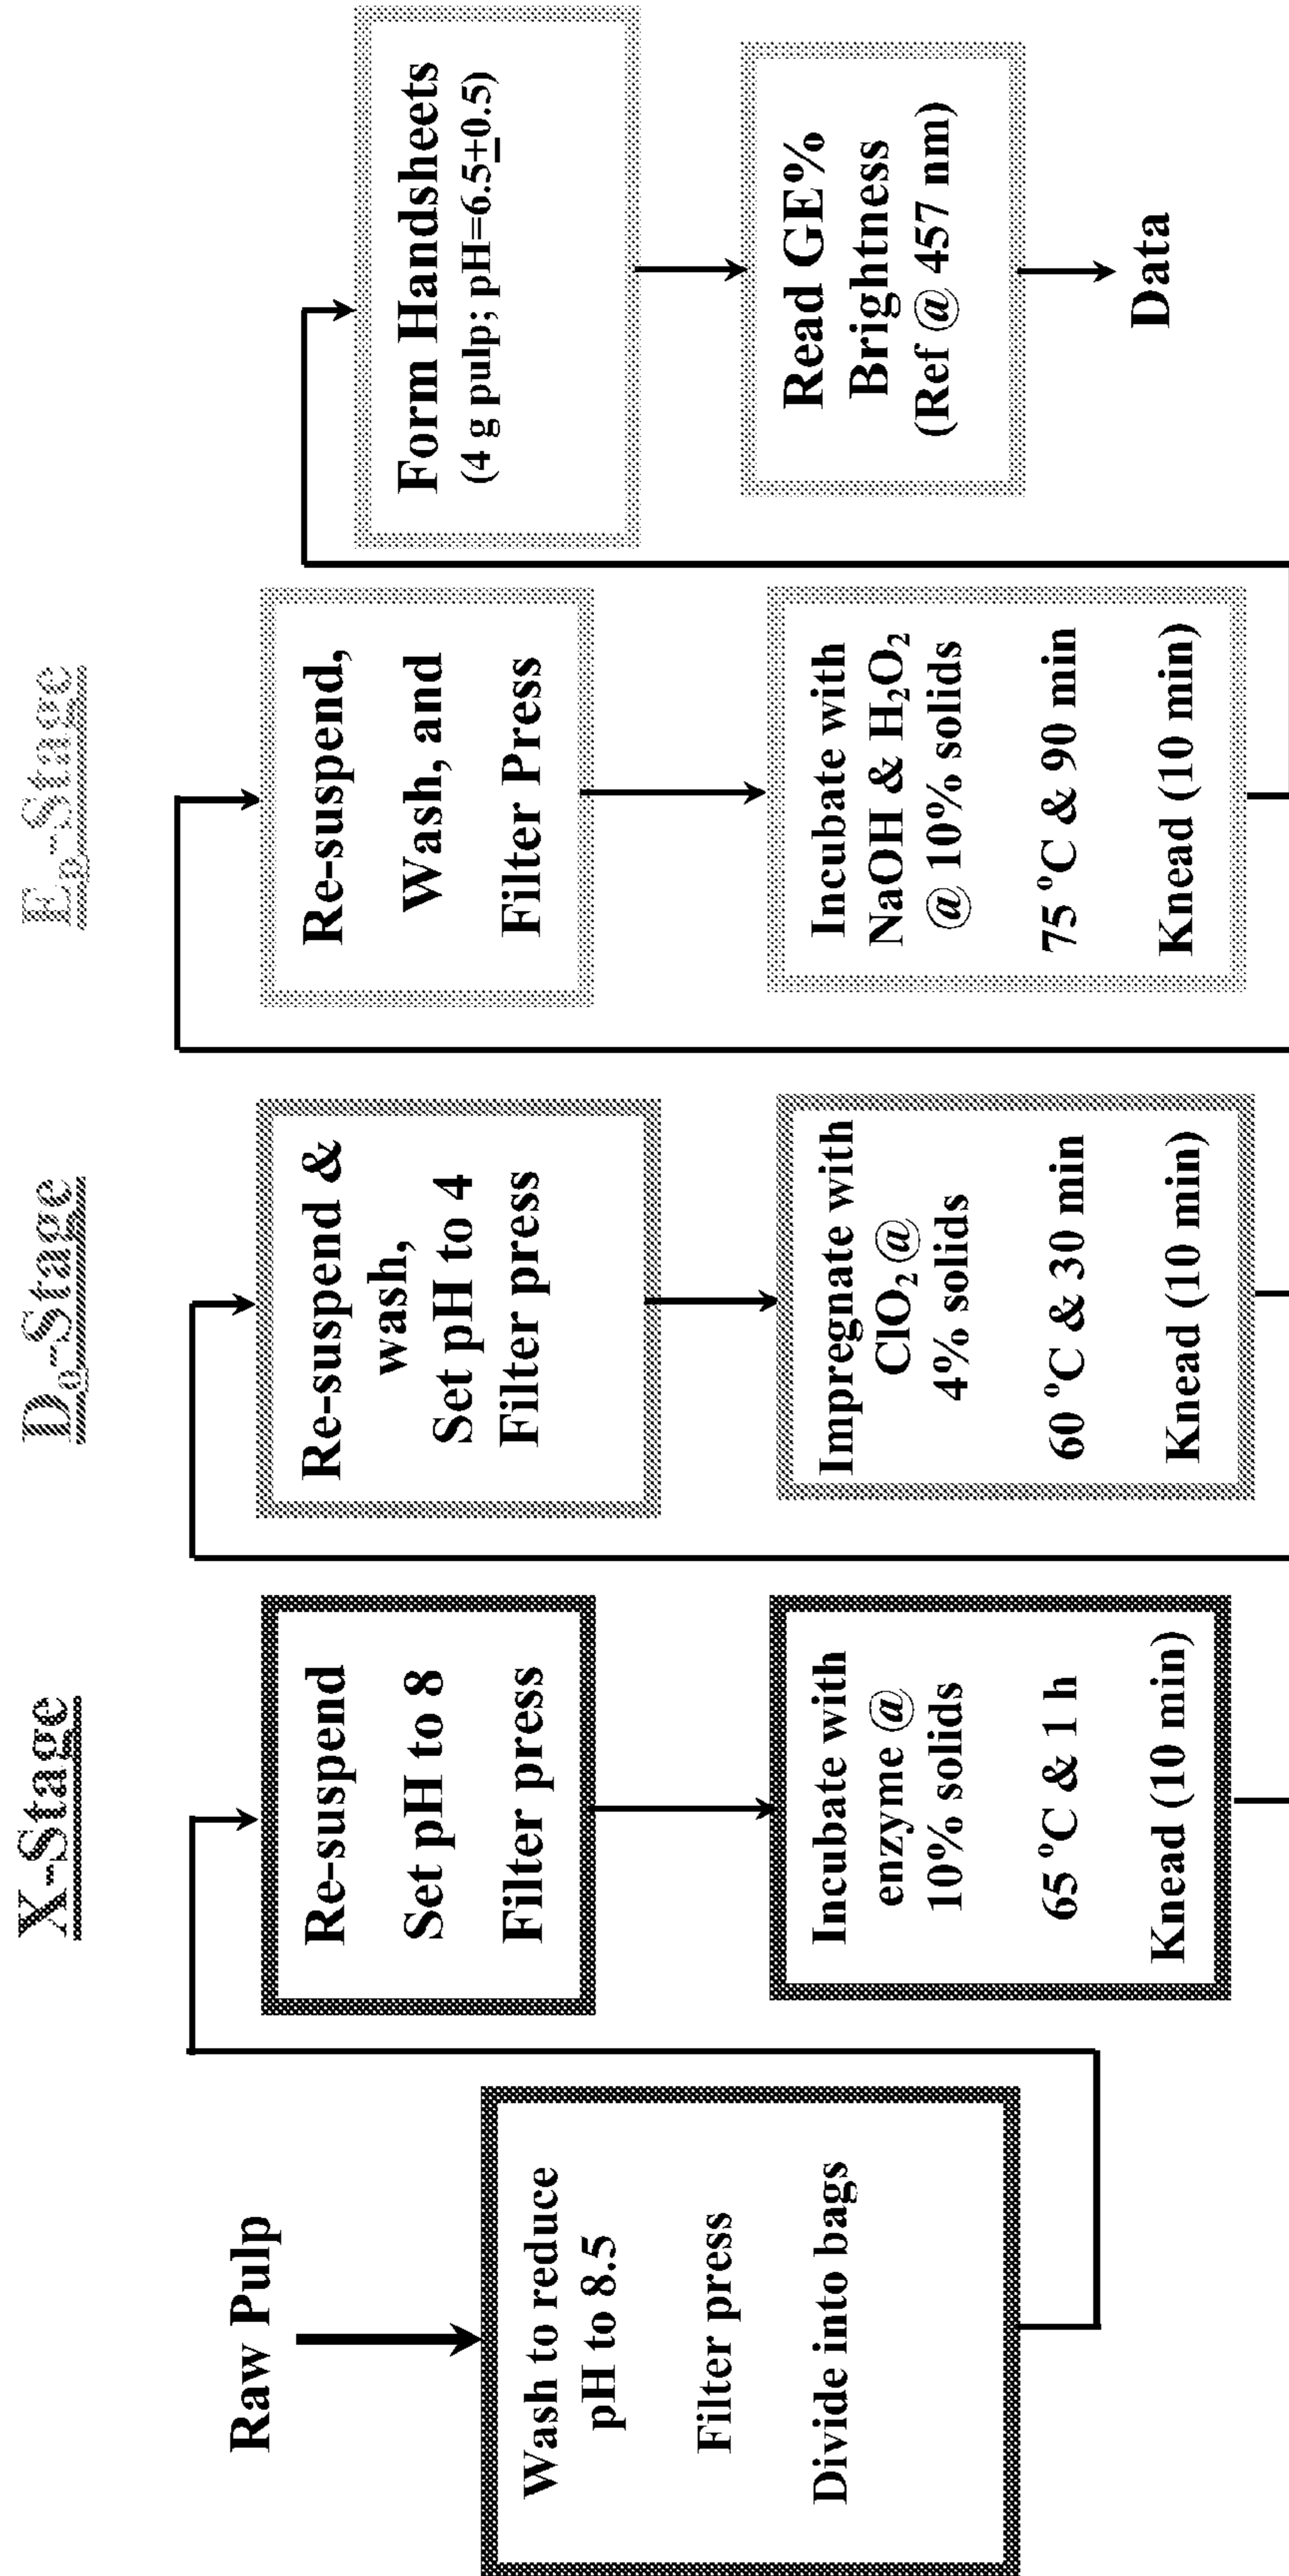 Raw Pulp
Wash to reduce
pH to 8.5
Filter press
Divide into bags
X-Stage
Re-suspend
Set pH to 8
Filter press
Incubate with
enzyme @
10% solids
65 °C & 1 h
Knead (10 min)
D₀-Stage
Re-suspend &
wash,
Set pH to 4
Filter press
Impregnate with
ClO₂ @
4% solids
60 °C & 30 min
Knead (10 min)
Eₚ-Stage
Re-suspend,
Wash, and
Filter Press
Incubate with
NaOH & H₂O₂
@ 10% solids
75 °C & 90 min
Knead (10 min)
Form Handsheets
(4 g pulp; pH=6.5±0.5)
Read GE%
Brightness
(Ref @ 457 nm)
Data